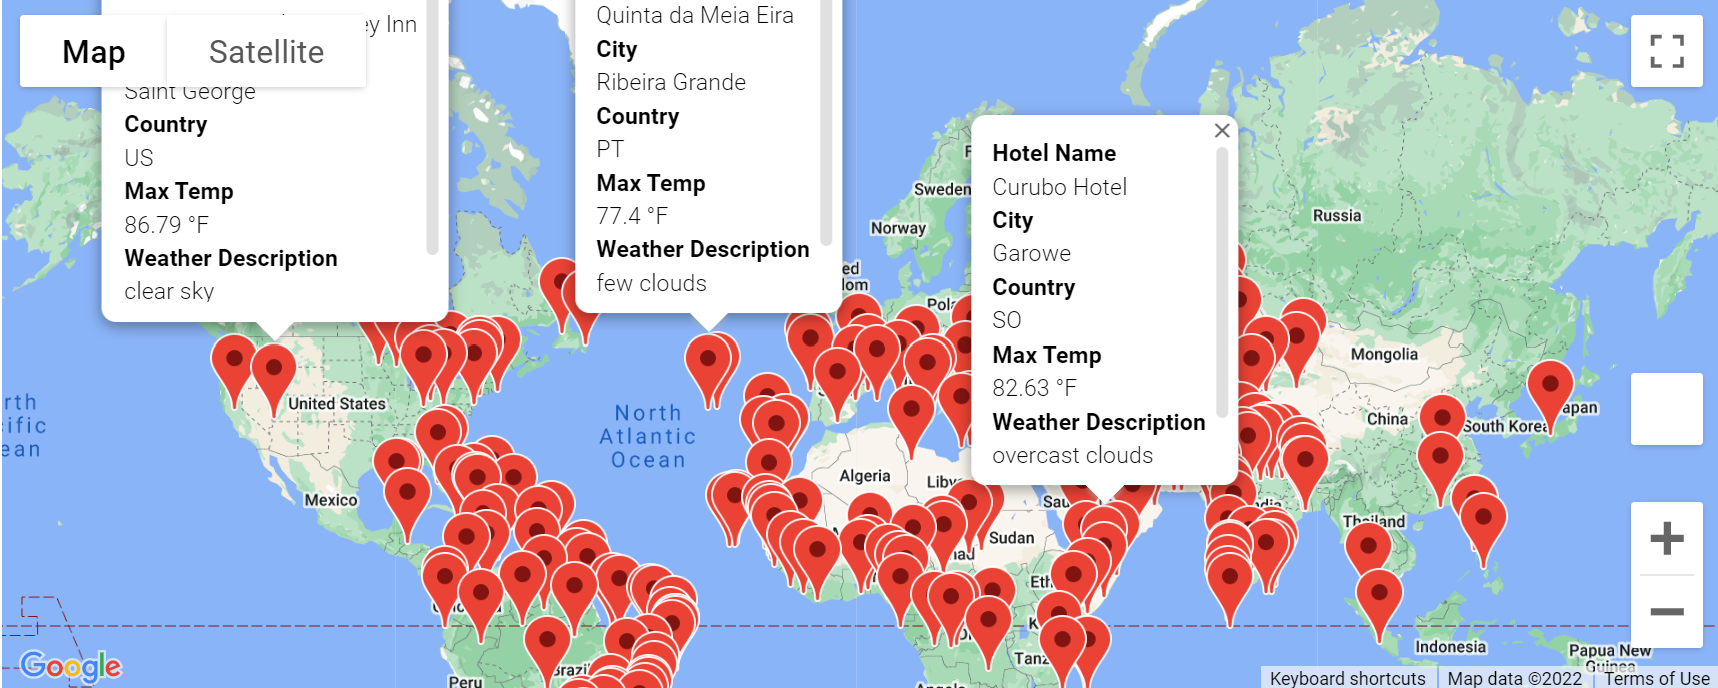 ey Inn
Map
Satellite
Saint George
Country
US
Max Temp
86.79 °F
Weather Description
clear sky
Quinta da Meia Eira
City
Ribeira Grande
Country
PT
Max Temp
77.4 °F
Weather Description
few clouds
Hotel Name
Curubo Hotel
City
Garowe
Country
SO
Max Temp
82.63 °F
Weather Description
overcast clouds
Russia
Sweden
Norway
ed
dom
Pola
Mongolia
United States
rth
ific
ean
North
Atlantic
Ocean
China
South Korea
apan
Algeria
Liby
Mexico
Sau
dia
Thailand
Sudan
had
Eth
K
Tanz
Indonesia
Papua New
Guinea
Brazil
Peru
Angola
Google
Keyboard shortcuts
Map data ©2022
Terms of Use